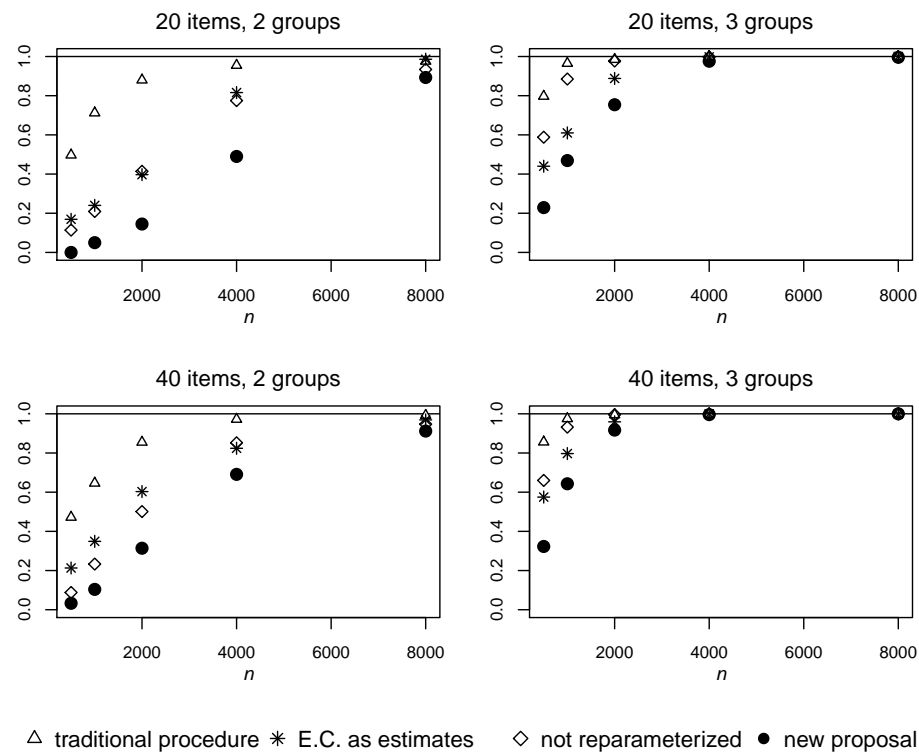 20 items, 2 groups
0.0 0.2 0.4 0.6 0.8 1.0
2000 4000 6000 8000
n
20 items, 3 groups
0.0 0.2 0.4 0.6 0.8 1.0
2000 4000 6000 8000
n
40 items, 2 groups
0.0 0.2 0.4 0.6 0.8 1.0
2000 4000 6000 8000
n
40 items, 3 groups
0.0 0.2 0.4 0.6 0.8 1.0
2000 4000 6000 8000
n
traditional procedure E.C. as estimates not reparameterized new proposal